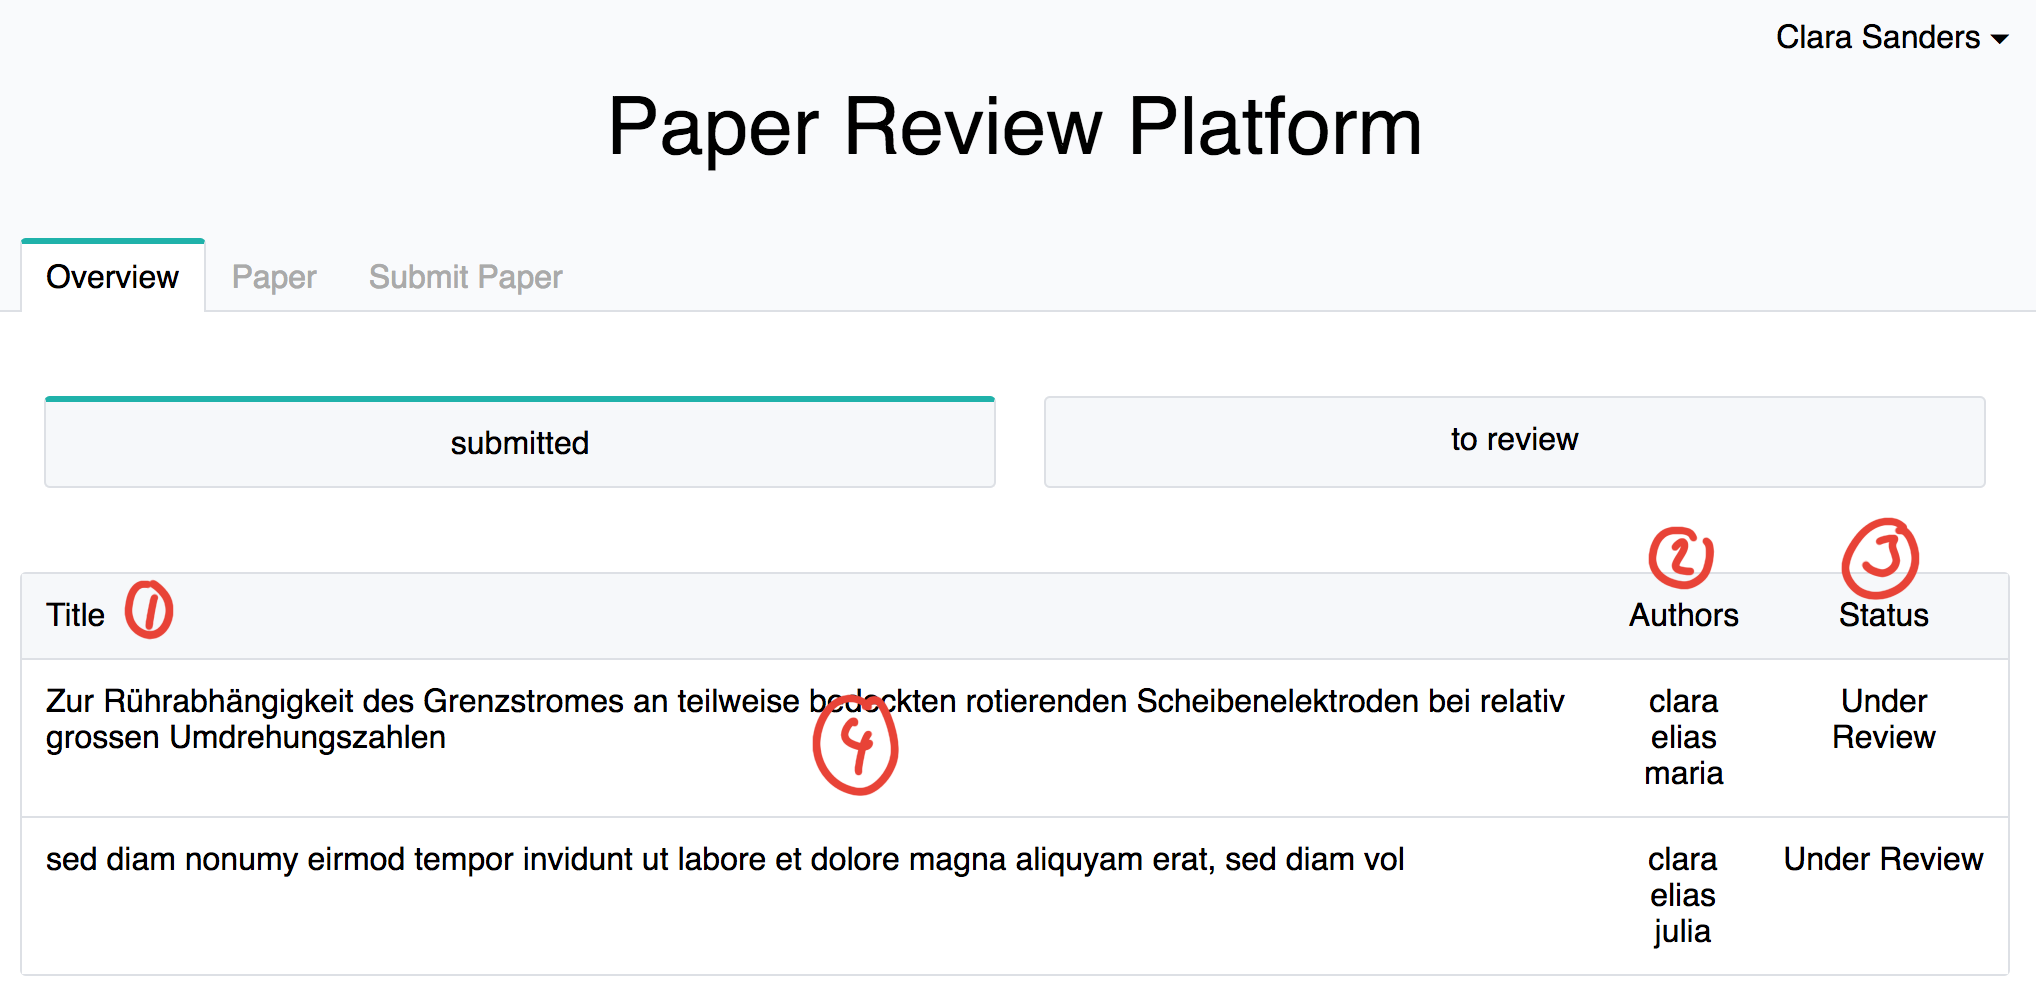 Clara Sanders
Paper Review Platform
Overview Paper Submit Paper
submitted to review
2 3
Title 1 Authors Status
Zur Rührabhängigkeit des Grenzstromes an teilweise bedeckten rotierenden Scheibenelektroden bei relativ
grossen Umdrehungszahlen
4
clara
elias
maria
Under
Review
sed diam nonumy eirmod tempor invidunt ut labore et dolore magna aliquyam erat, sed diam vol
clara
elias
julia
Under Review